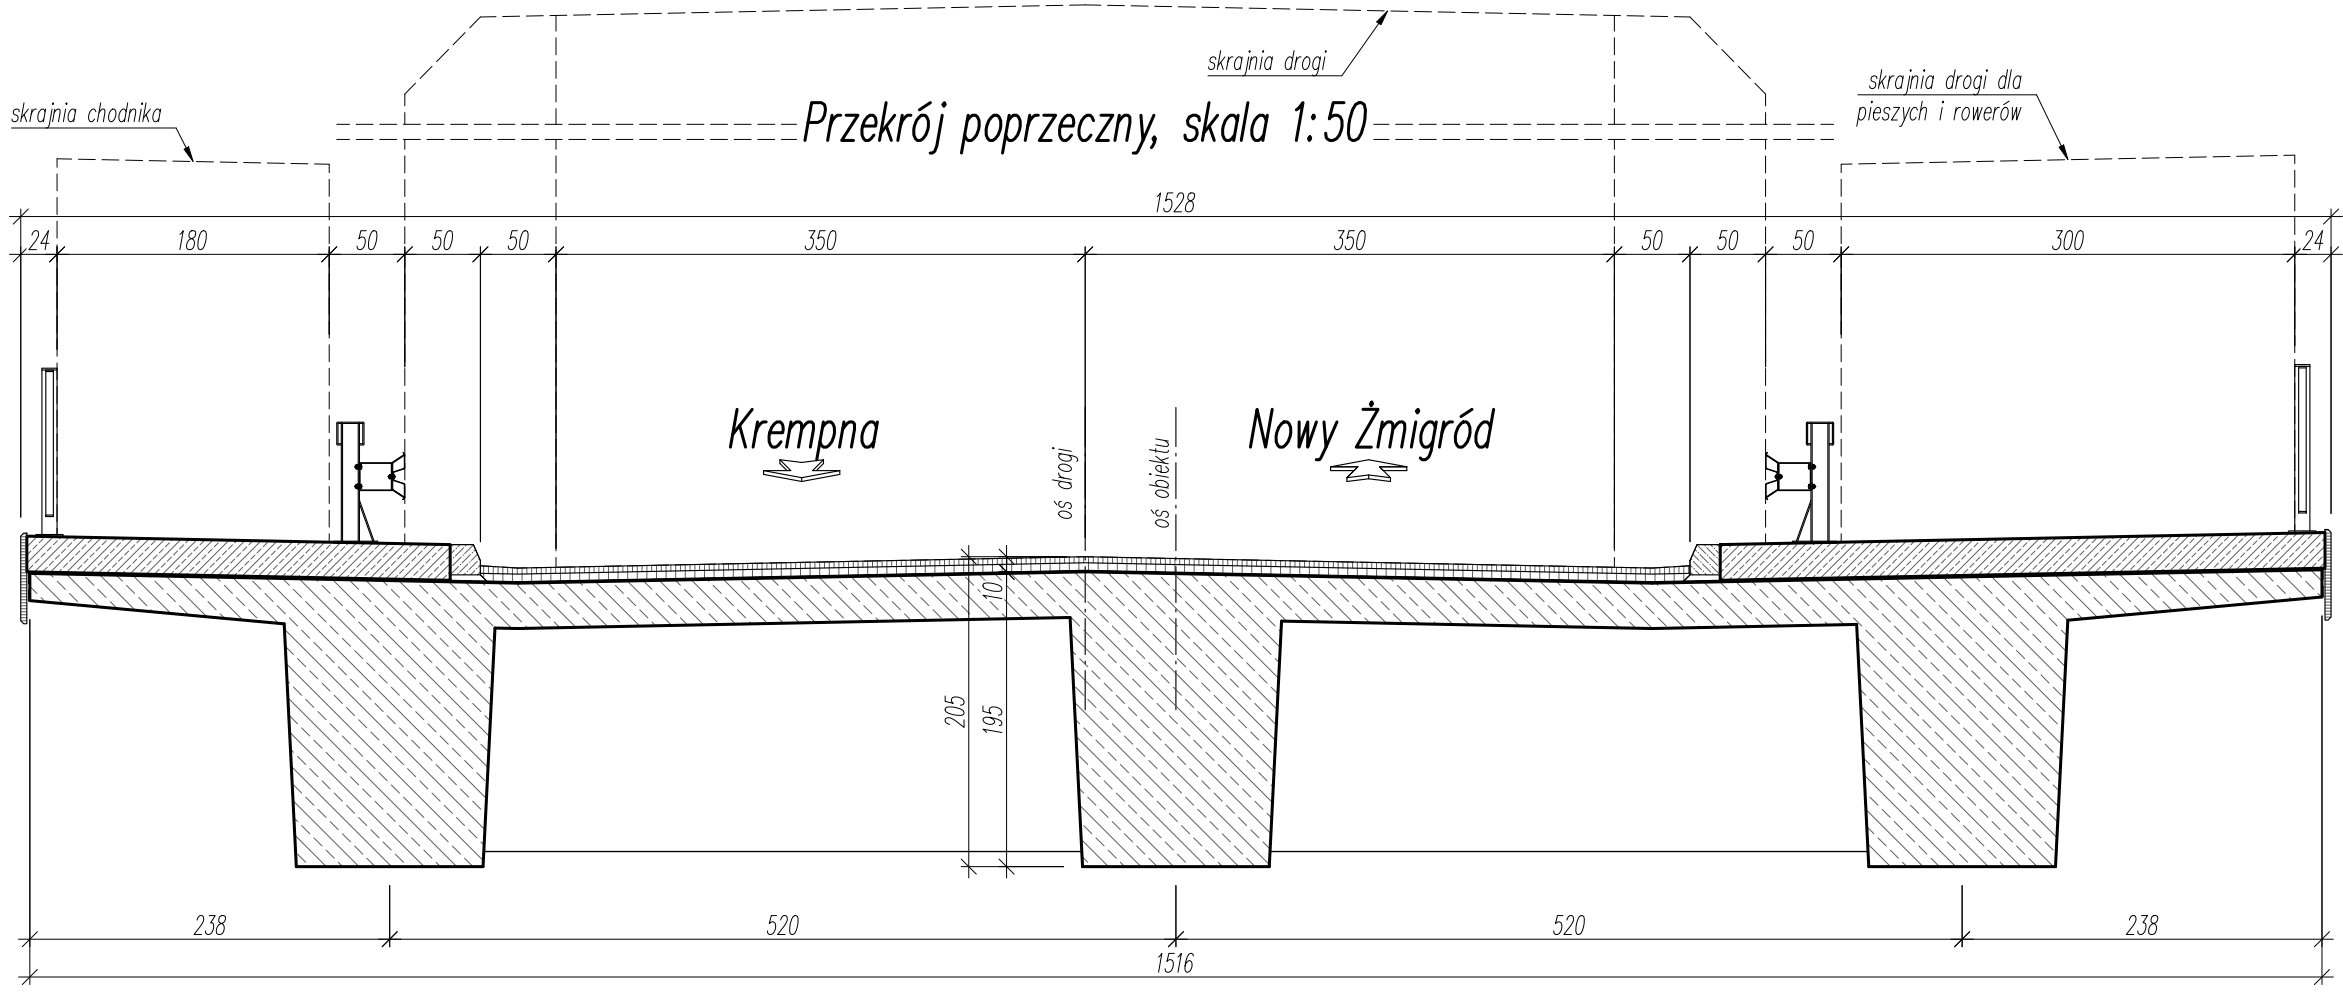 skrajnia drogi
skrajnia drogi dla
pieszych i rowerów
skrajnia chodnika
Przekrój poprzeczny, skala 1:50
1528
24 180 50 50 50 350 350 50 50 50 300 24
Krempna
Nowy Żmigród
oś drogi
oś obiektu
10
205
195
238 520 520 238
1516